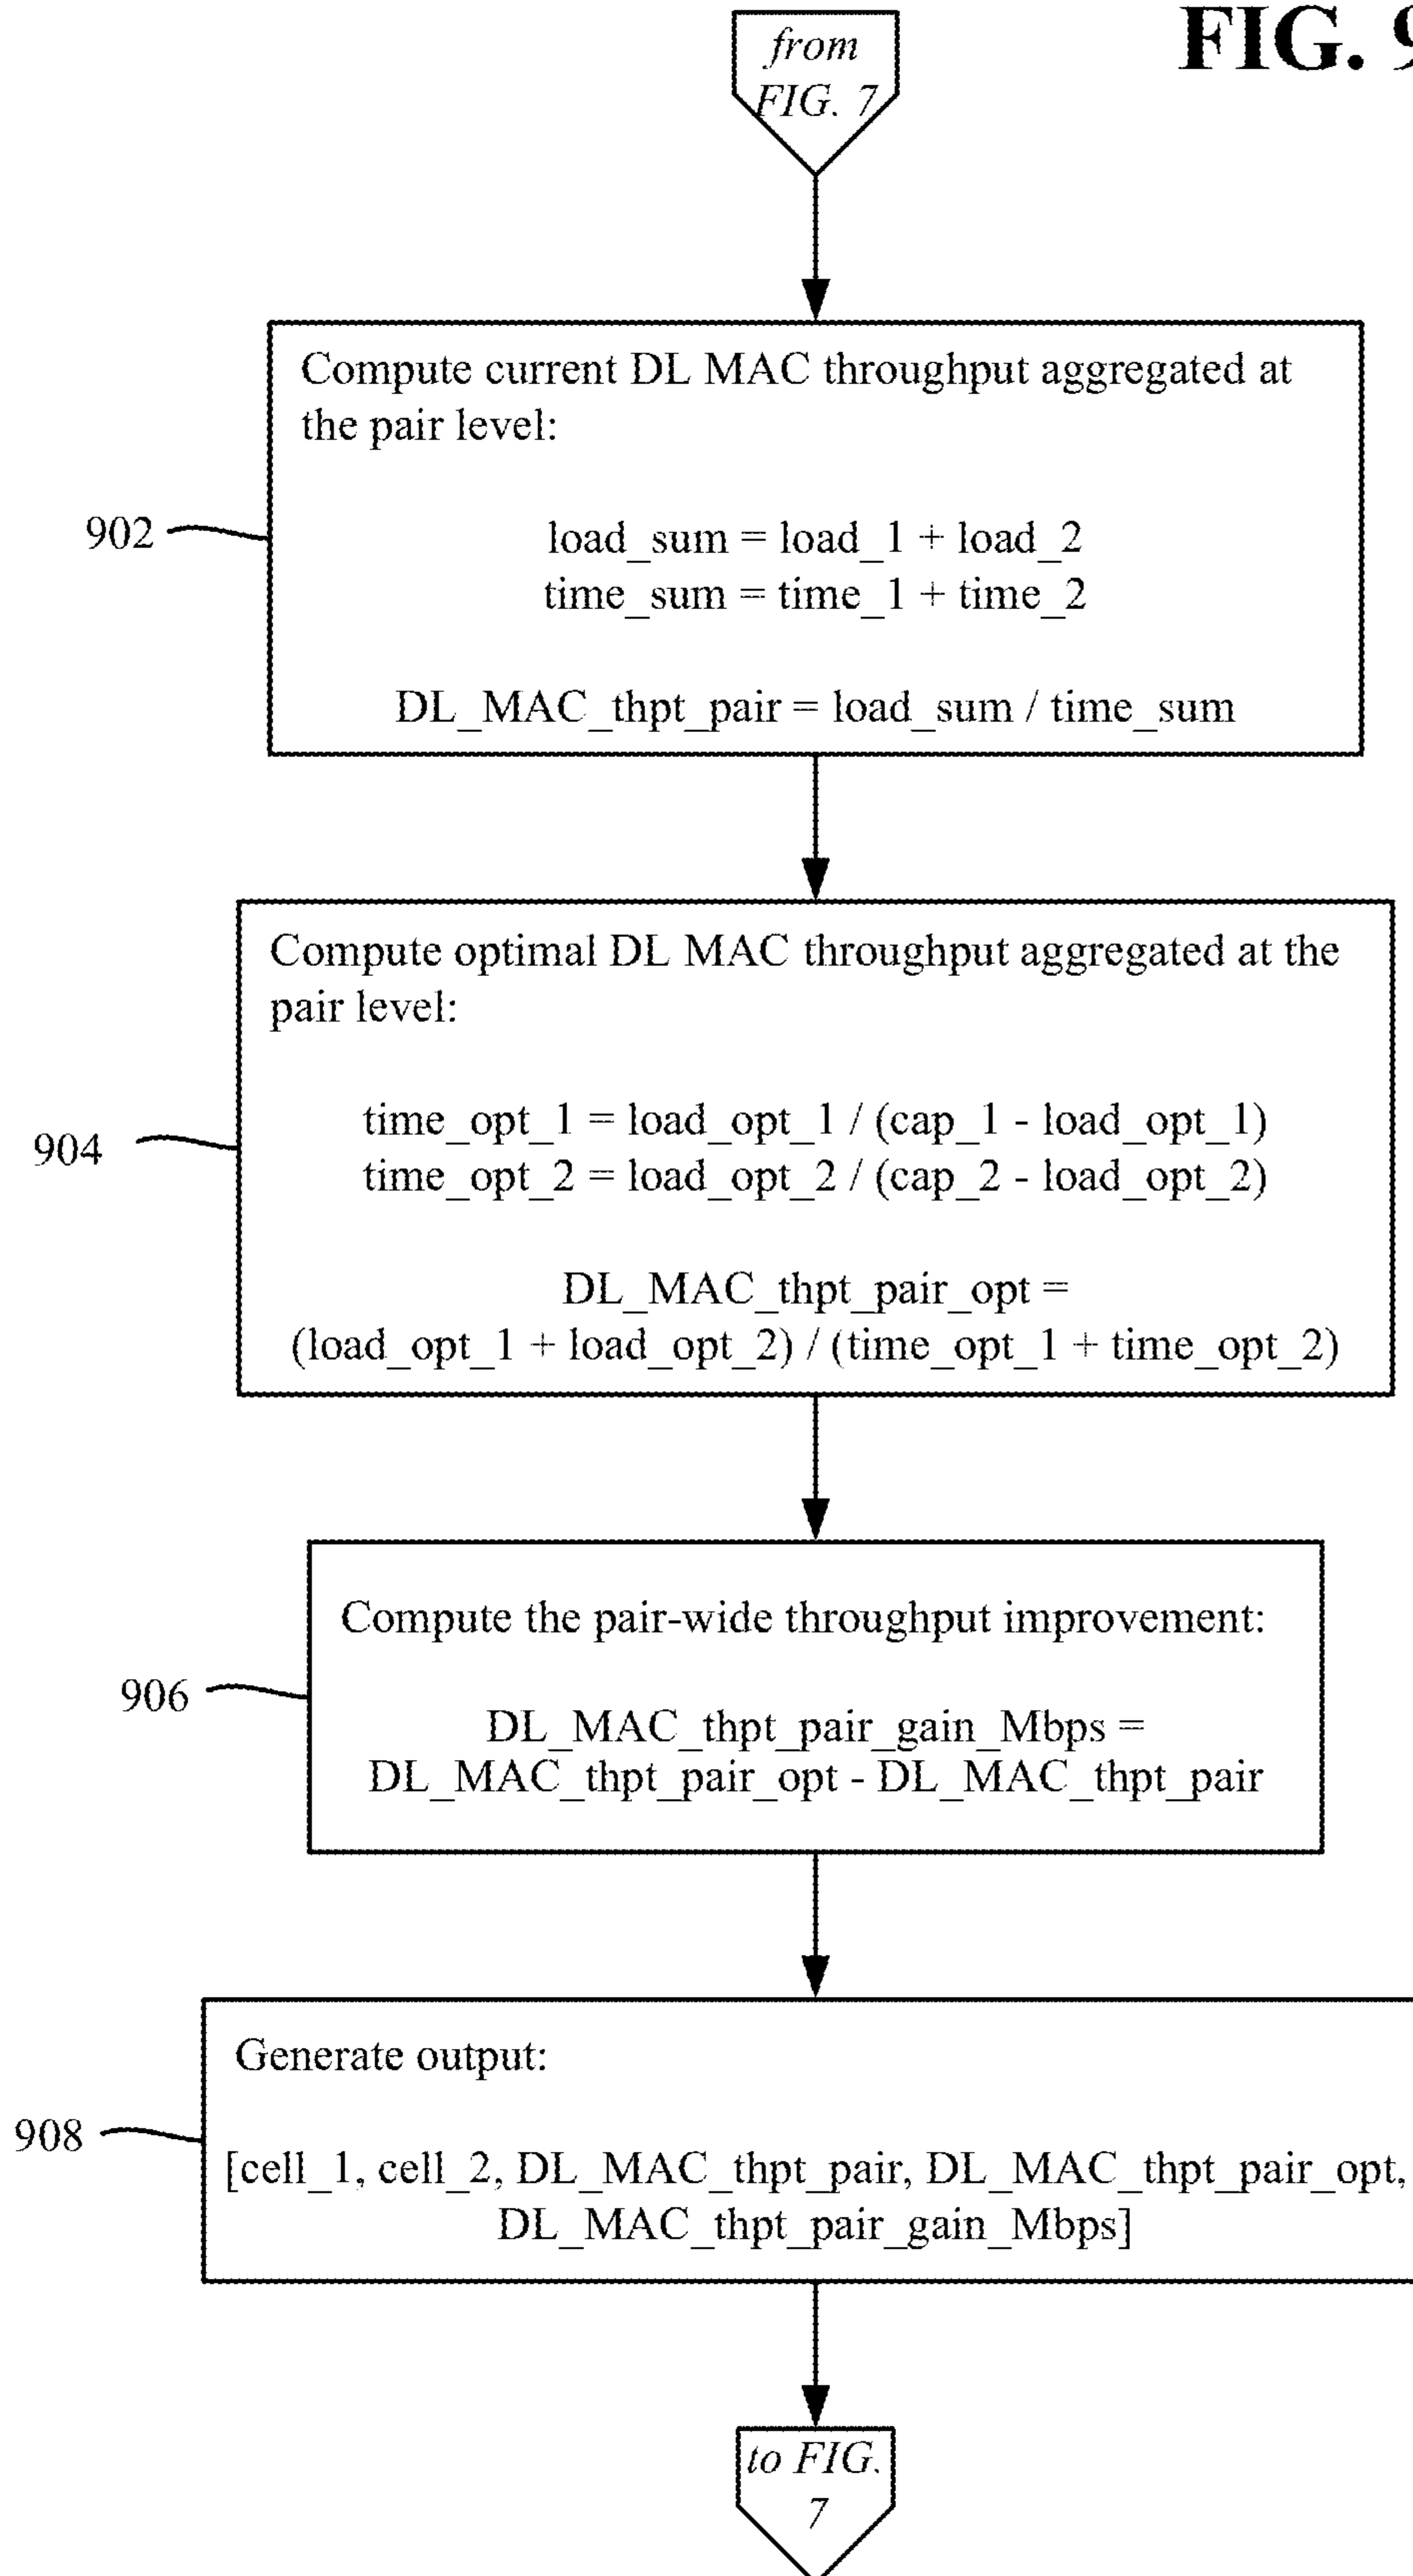 FIG. 9
from
FIG. 7
Compute current DL MAC throughput aggregated at
the pair level:
902
load_sum = load_1 + load_2
time_sum = time_1 + time_2
DL_MAC_thpt_pair = load_sum / time_sum
Compute optimal DL MAC throughput aggregated at the
pair level:
904
time_opt_1 = load_opt_1 / (cap_1 - load_opt_1)
time_opt_2 = load_opt_2 / (cap_2 - load_opt_2)
DL_MAC_thpt_pair_opt =
(load_opt_1 + load_opt_2) / (time_opt_1 + time_opt_2)
Compute the pair-wide throughput improvement:
906
DL_MAC_thpt_pair_gain_Mbps =
DL_MAC_thpt_pair_opt - DL_MAC_thpt_pair
Generate output:
908
[cell_1, cell_2, DL_MAC_thpt_pair, DL_MAC_thpt_pair_opt,
DL_MAC_thpt_pair_gain_Mbps]
to FIG.
7